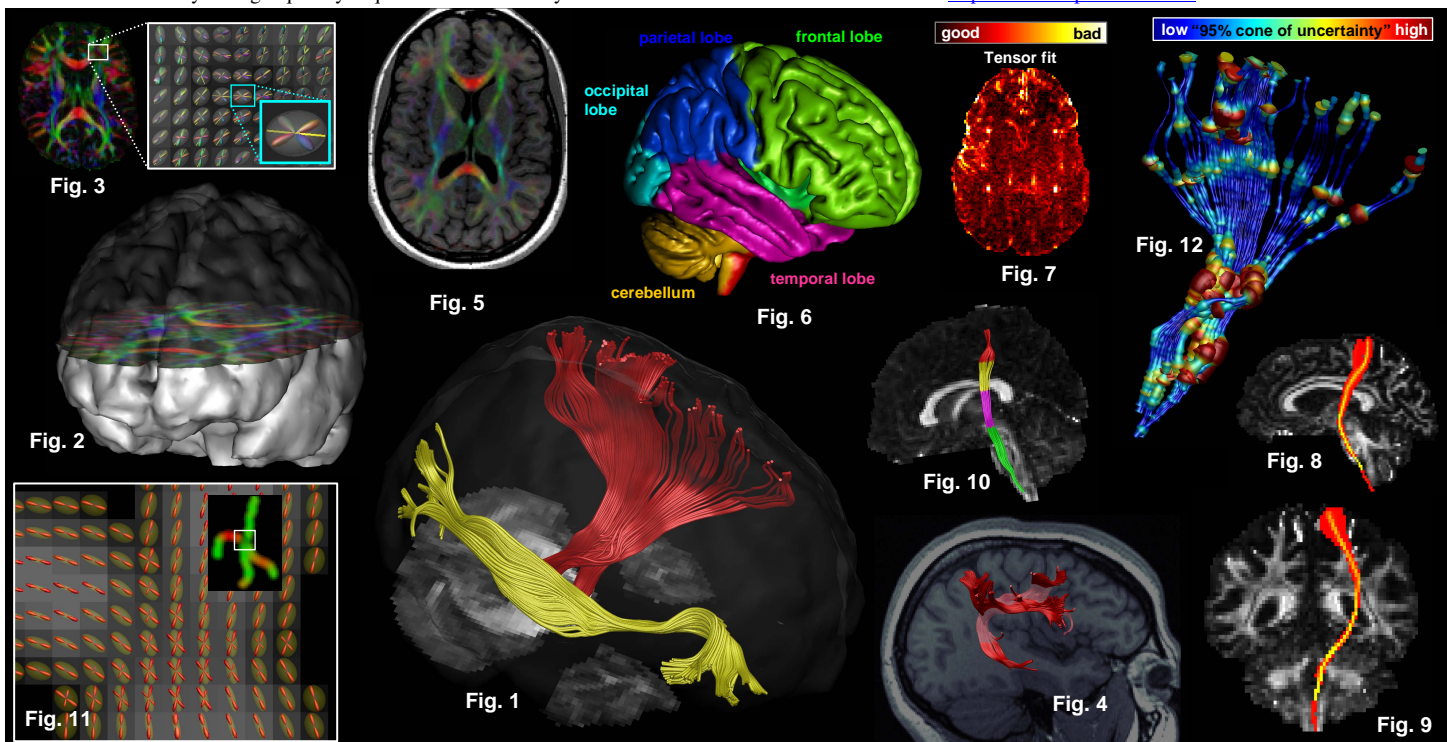 parietal lobe
frontal lobe
occipital
lobe
good
bad
Tensor fit
low "95% cone of uncertainty" high
Fig. 3
Fig. 5
Fig. 7
Fig. 12
temporal lobe
cerebellum
Fig. 6
Fig. 2
Fig. 10
Fig. 8
Fig. 11
Fig. 1
Fig. 4
Fig. 9